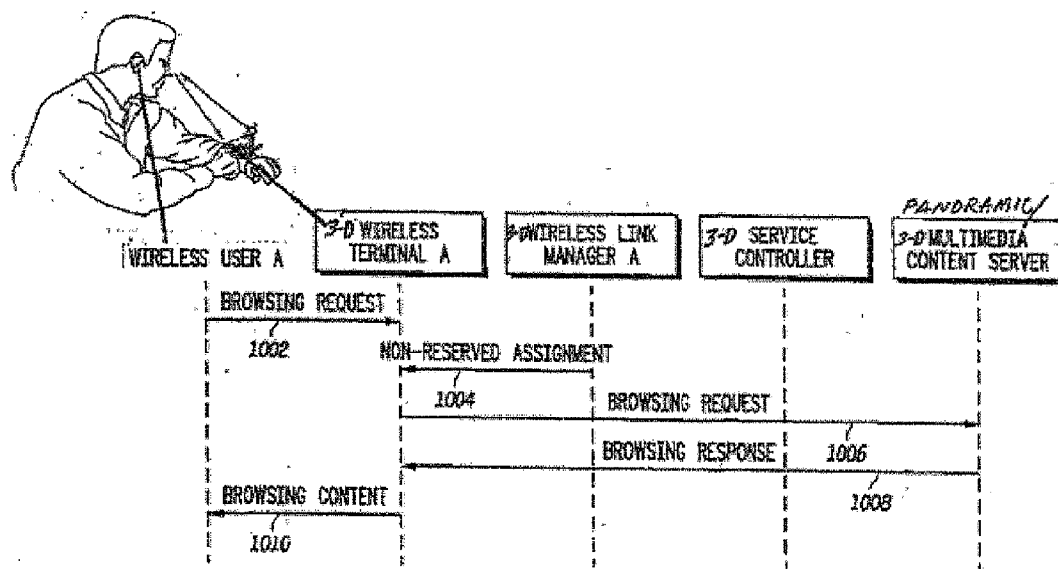 PANORAMIC/
3-D WIRELESS
TERMINAL A
3-D WIRELESS LINK
MANAGER A
3-D SERVICE
CONTROLLER
3-D MULTIMEDIA
CONTENT SERVER
WIRELESS USER A
BROWSING REQUEST
1002
NON-RESERVED ASSIGNMENT
1004
BROWSING REQUEST
1006
BROWSING RESPONSE
1008
BROWSING CONTENT
1010